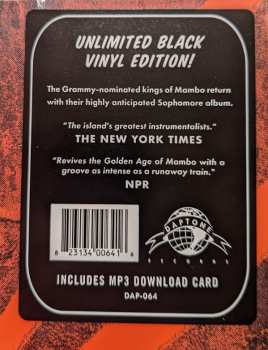 UNLIMITED BLACK
VINYL EDITION!
The Grammy-nominated kings of Mambo return
with their highly anticipated Sophomore album.
"The island's greatest instrumentalists."
THE NEW YORK TIMES
"Revives the Golden Age of Mambo with a
groove as intense as a runaway train."
NPR
8 23134 00641 8
DAPTONE
RECORDS
INCLUDES MP3 DOWNLOAD CARD
DAP-064